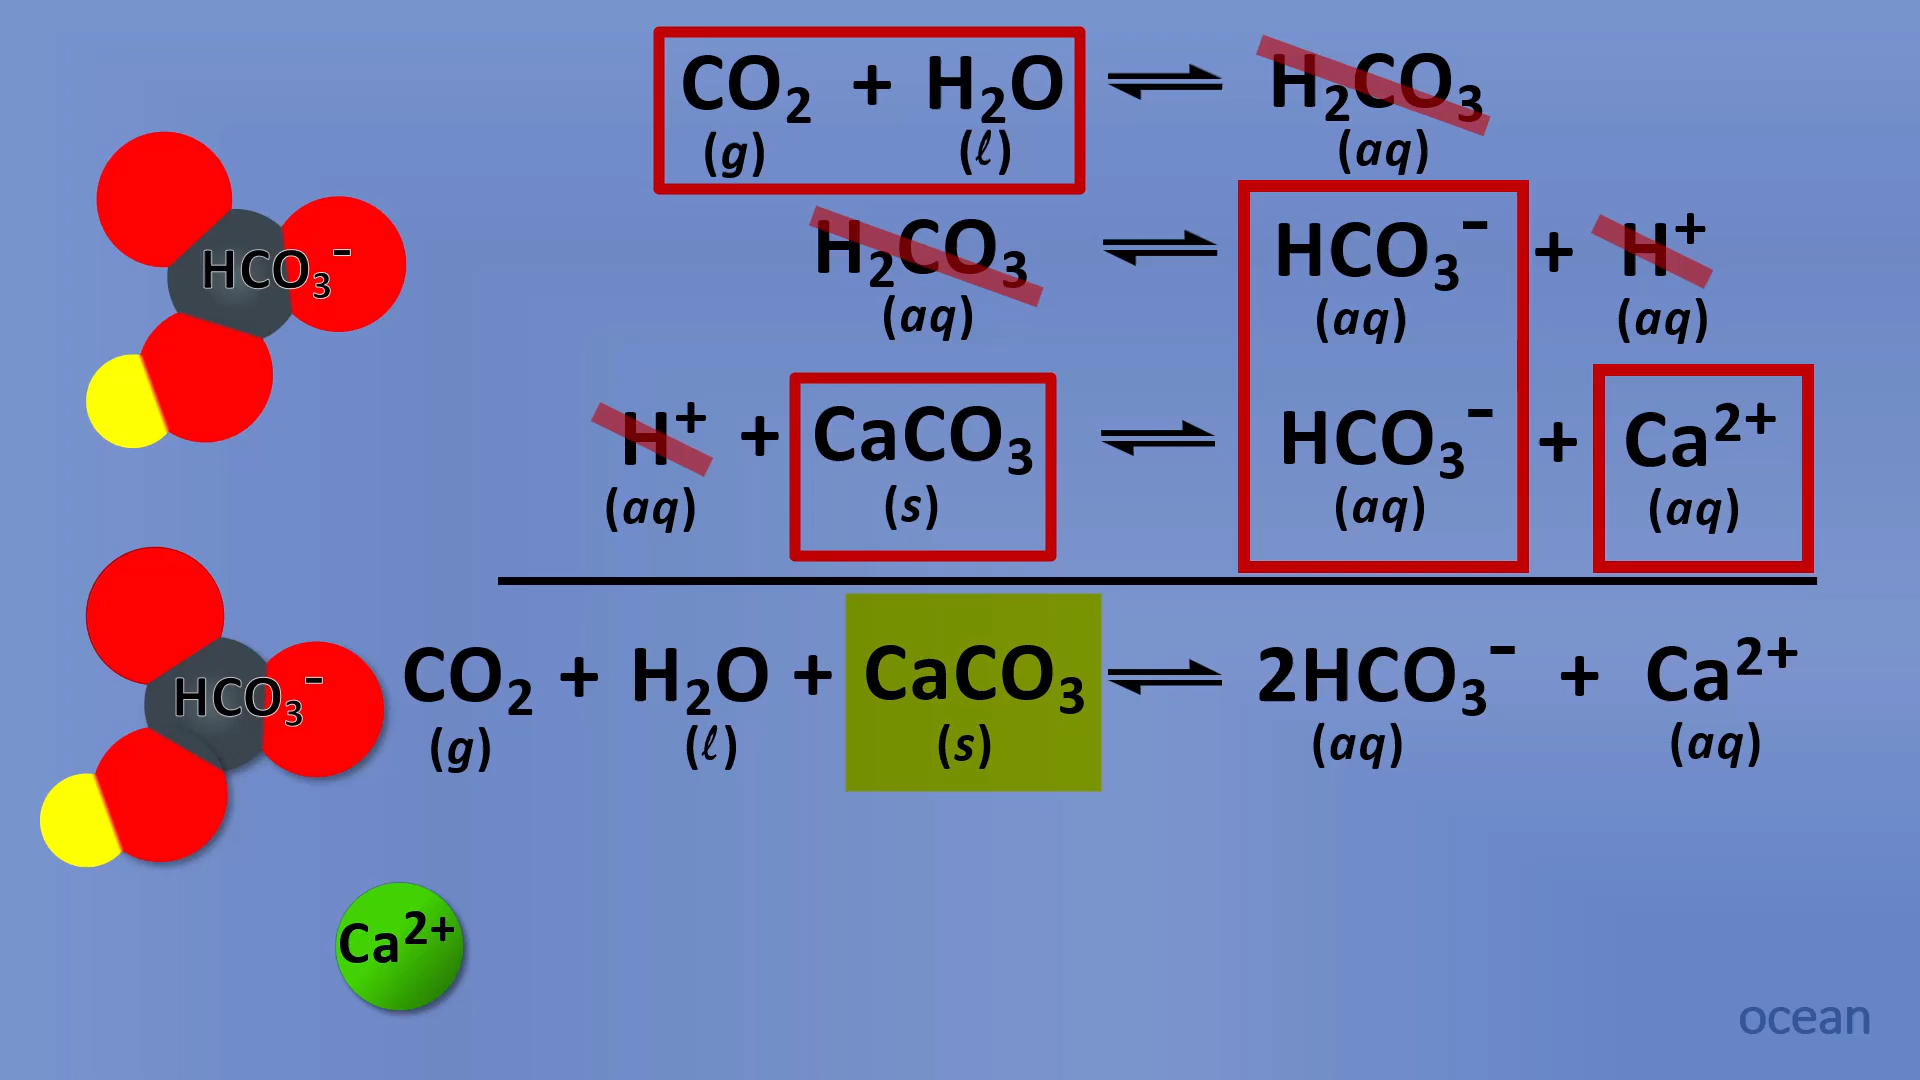 CO₂ + H₂O ⇌ H₂CO₃
(g) (ℓ) (aq)
H₂CO₃ ⇌ HCO₃⁻ + H⁺
(aq) (aq) (aq)
H⁺ + CaCO₃ ⇌ HCO₃⁻ + Ca²⁺
(aq) (s) (aq) (aq)
CO₂ + H₂O + CaCO₃ ⇌ 2HCO₃⁻ + Ca²⁺
(g) (ℓ) (s) (aq) (aq)
HCO₃⁻
HCO₃⁻
Ca²⁺
ocean